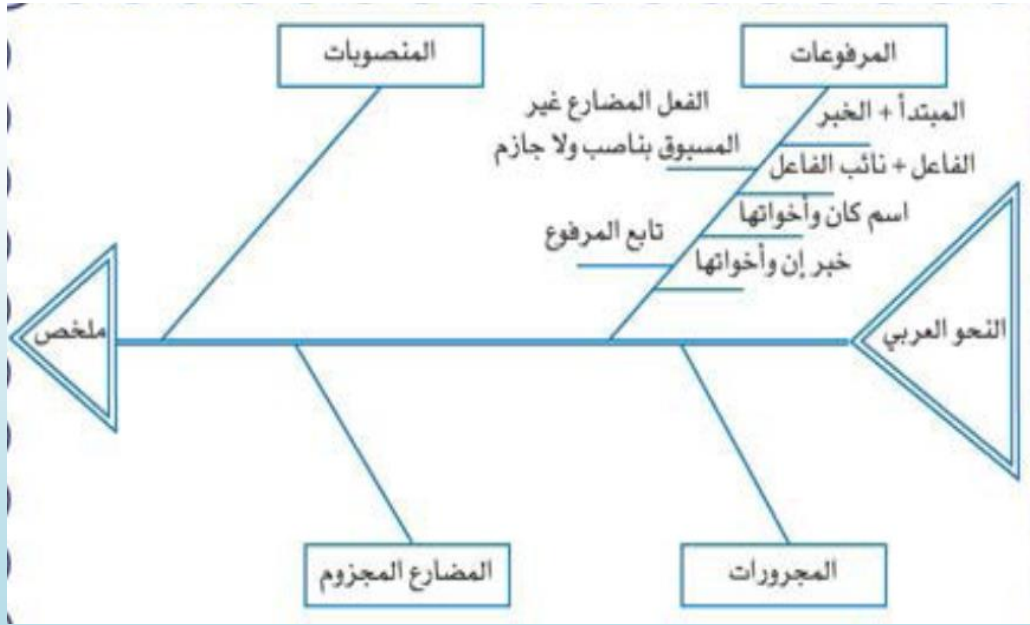 المرفوعات
المنصوبات
المبتدأ + الخبر
الفعل المضارع غير
المسبوق بناصب ولا جازم
الفاعل + نائب الفاعل
اسم كان وأخواتها
تابع المرفوع
خبر إن وأخواتها
النحو العربي
ملخص
المجرورات
المضارع المجزوم